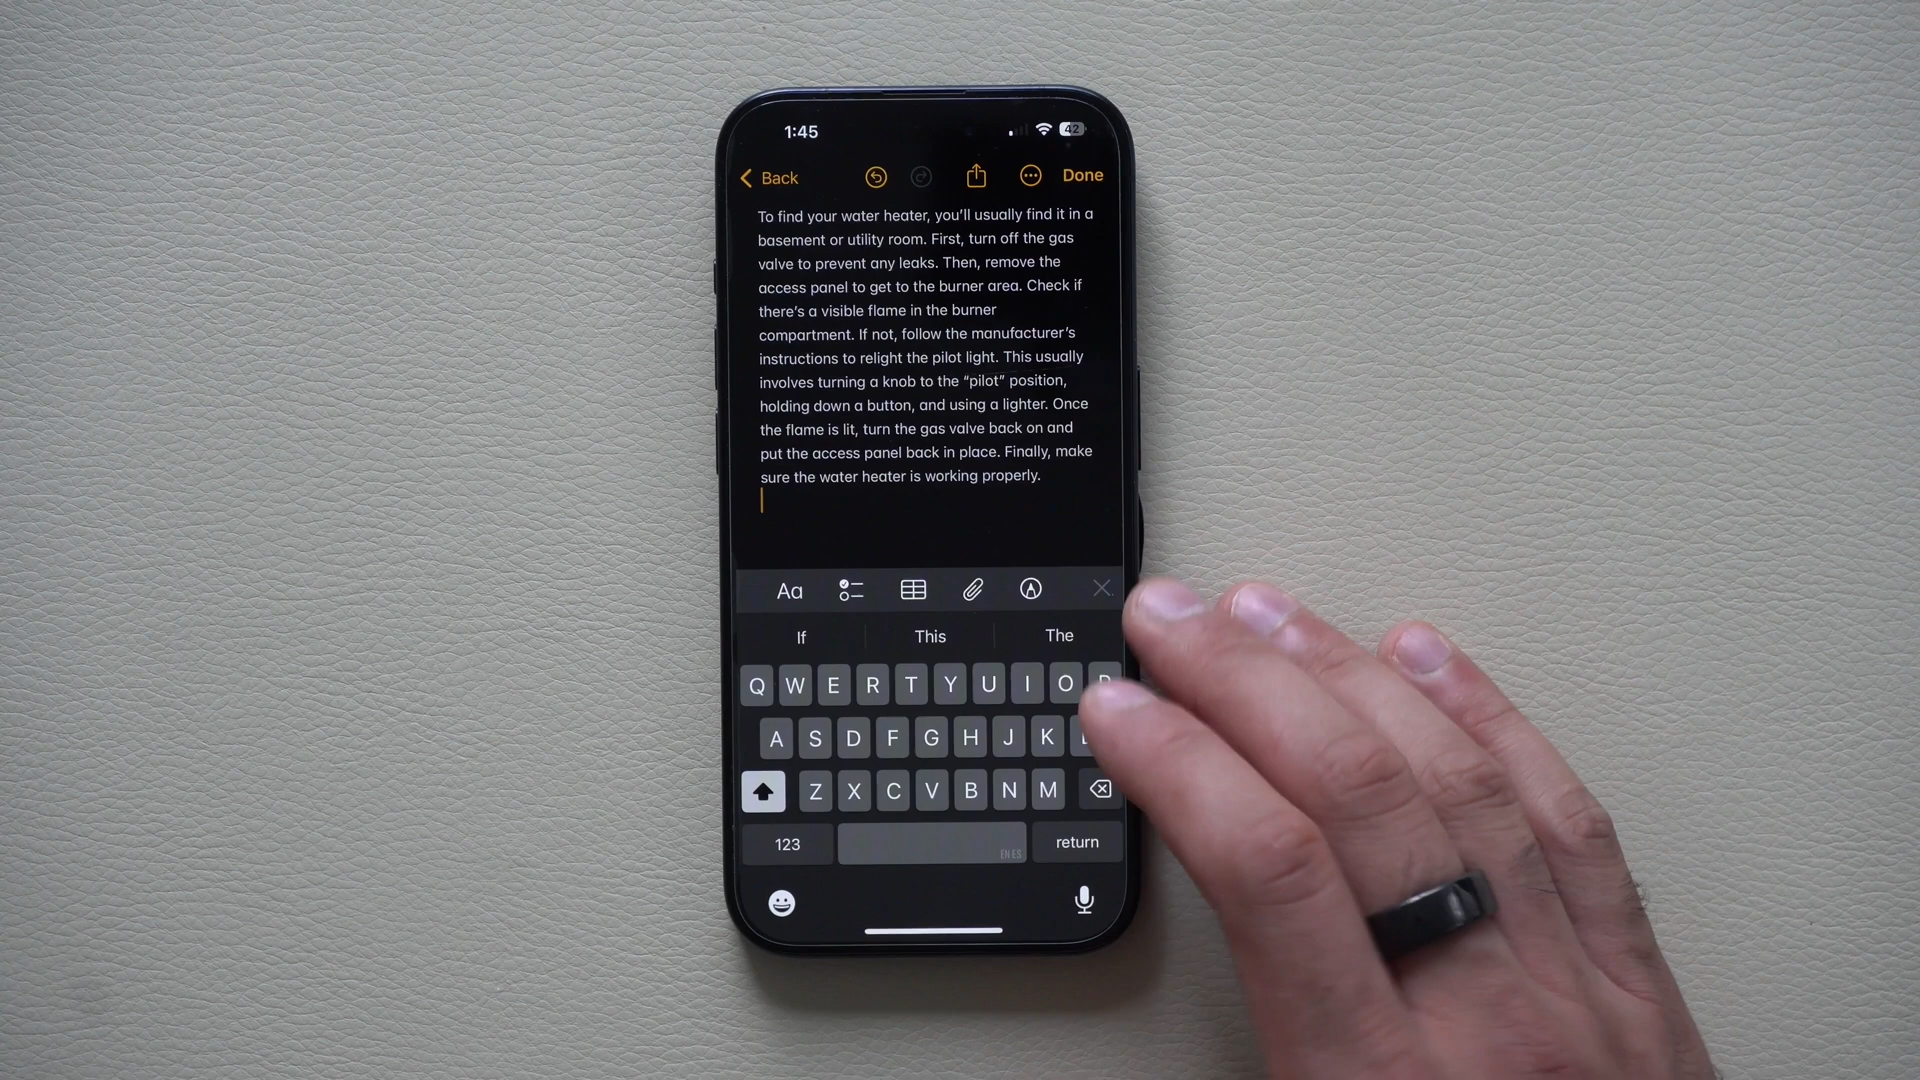 1:45
42
Back
Done
To find your water heater, you'll usually find it in a
basement or utility room. First, turn off the gas
valve to prevent any leaks. Then, remove the
access panel to get to the burner area. Check if
there's a visible flame in the burner
compartment. If not, follow the manufacturer's
instructions to relight the pilot light. This usually
involves turning a knob to the “pilot” position,
holding down a button, and using a lighter. Once
the flame is lit, turn the gas valve back on and
put the access panel back in place. Finally, make
sure the water heater is working properly.
Aa
If This The
Q W E R T Y U I O P
A S D F G H J K
Z X C V B N M
123
EN ES
return